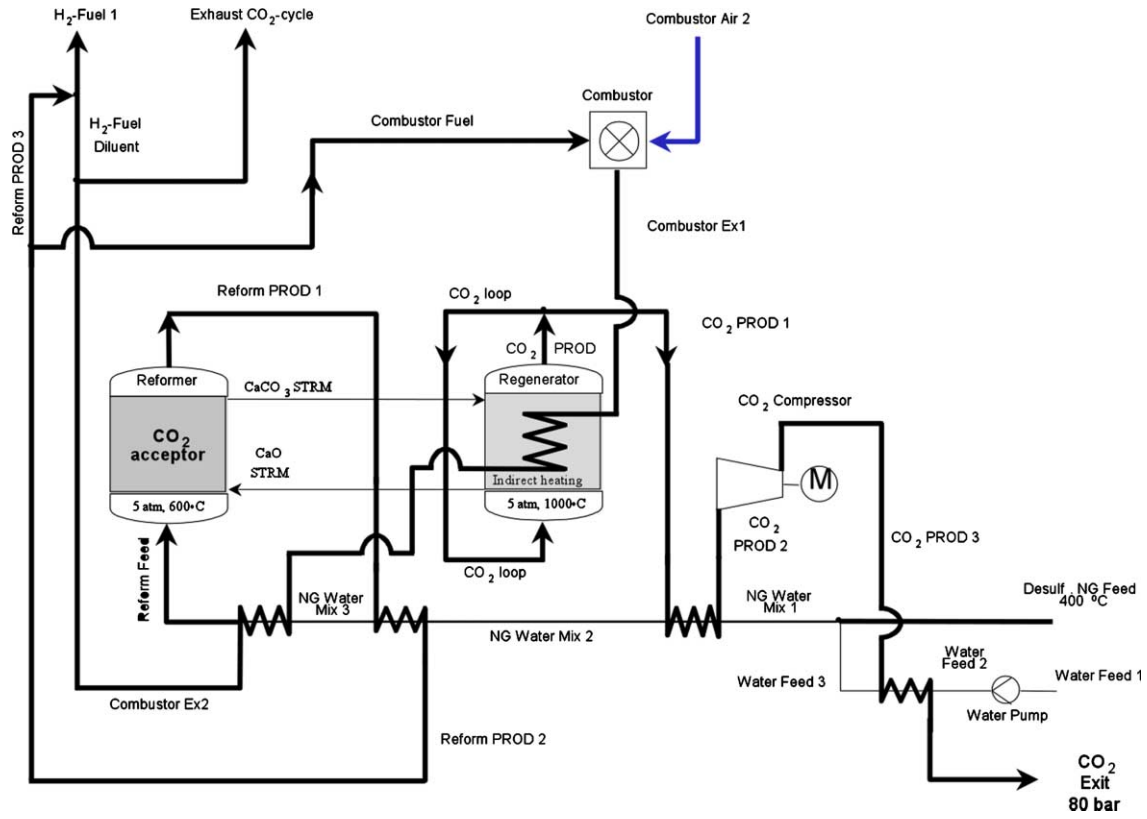 H2-Fuel 1
Exhaust CO2-cycle
Combustor Air 2
Combustor
Combustor Fuel
H2-Fuel
Diluent
Reform PROD 3
Combustor Ex1
Reform PROD 1
CO2 loop
CO2 PROD 1
CO2 PROD
Reformer
Regenerator
CaCO3 STRM
CO2 Compressor
CO2
acceptor
CaO
STRM
Indirect heating
M
5 atm, 600•C
5 atm, 1000•C
CO2
PROD 2
CO2 PROD 3
Reform Feed
CO2 loop
NG Water
Mix 3
NG Water
Mix 1
Desulf. NG Feed
400 ºC
NG Water Mix 2
Water
Feed 2
Water Feed 3
Water Feed 1
Combustor Ex2
Water Pump
Reform PROD 2
CO2
Exit
80 bar